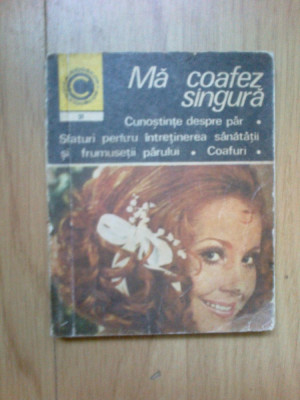 Mă coafez
singură
Cunoștințe despre păr •
Sfaturi pentru întreținerea sănătății
și frumuseții părului • Coafuri •